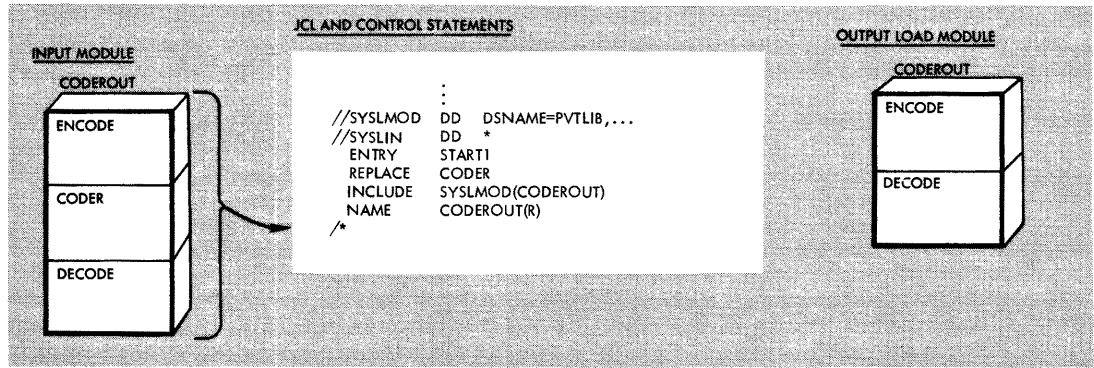 INPUT MODULE
CODEROUT
ENCODE
CODER
DECODE
JCL AND CONTROL STATEMENTS
//SYSLMOD DD DSNAME=PVTLIB,...
//SYSLIN DD *
ENTRY START1
REPLACE CODER
INCLUDE SYSLMOD(CODEROUT)
NAME CODEROUT(R)
/*
OUTPUT LOAD MODULE
CODEROUT
ENCODE
DECODE